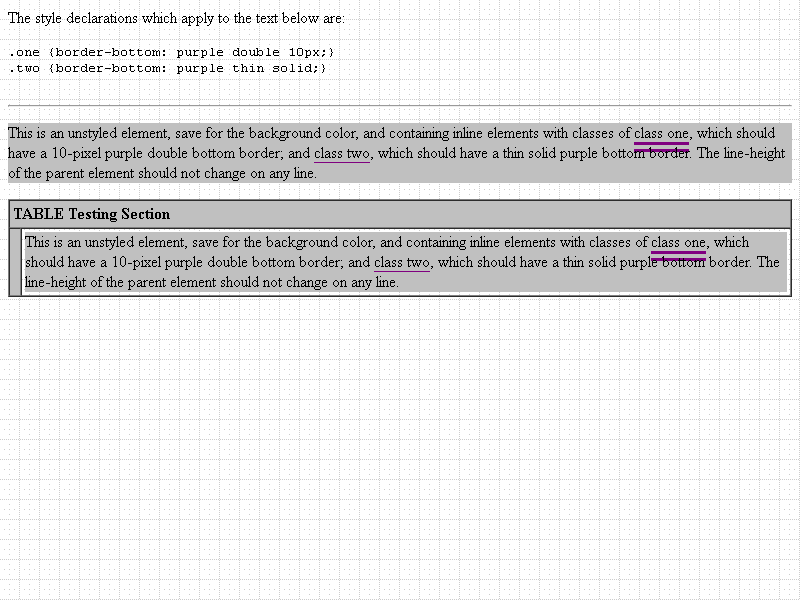 The style declarations which apply to the text below are:
.one {border-bottom: purple double 10px;}
.two {border-bottom: purple thin solid;}
This is an unstyled element, save for the background color, and containing inline elements with classes of class one, which should
have a 10-pixel purple double bottom border; and class two, which should have a thin solid purple bottom border. The line-height
of the parent element should not change on any line.
TABLE Testing Section
This is an unstyled element, save for the background color, and containing inline elements with classes of class one, which
should have a 10-pixel purple double bottom border; and class two, which should have a thin solid purple bottom border. The
line-height of the parent element should not change on any line.